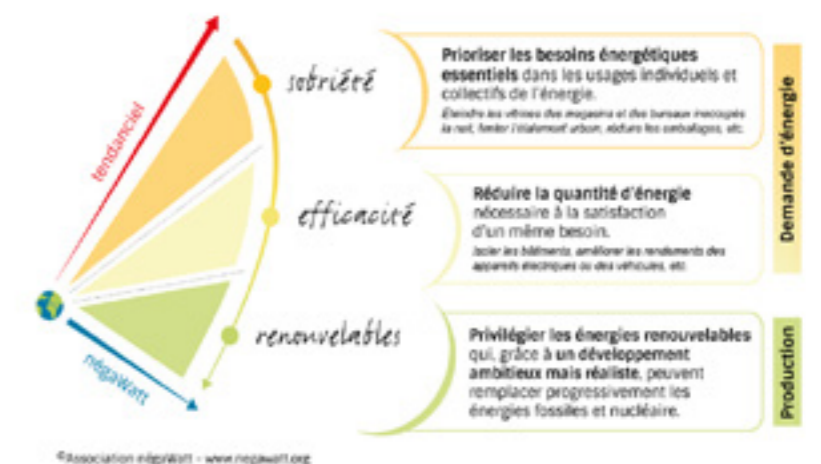 tendanciel
sobriété
Prioriser les besoins énergétiques
essentiels dans les usages individuels et
collectifs de l'énergie.
Éteindre les vitrines des magasins et des bureaux inoccupés
la nuit, limiter l'étalement urbain, réduire les emballages, etc.
Demande d'énergie
efficacité
Réduire la quantité d'énergie
nécessaire à la satisfaction
d'un même besoin.
Isoler les bâtiments, améliorer les rendements des
appareils électriques ou des véhicules, etc.
renouvelables
Privilégier les énergies renouvelables
qui, grâce à un développement
ambitieux mais réaliste, peuvent
remplacer progressivement les
énergies fossiles et nucléaire.
Production
négaWatt
©Association négaWatt - www.negawatt.org